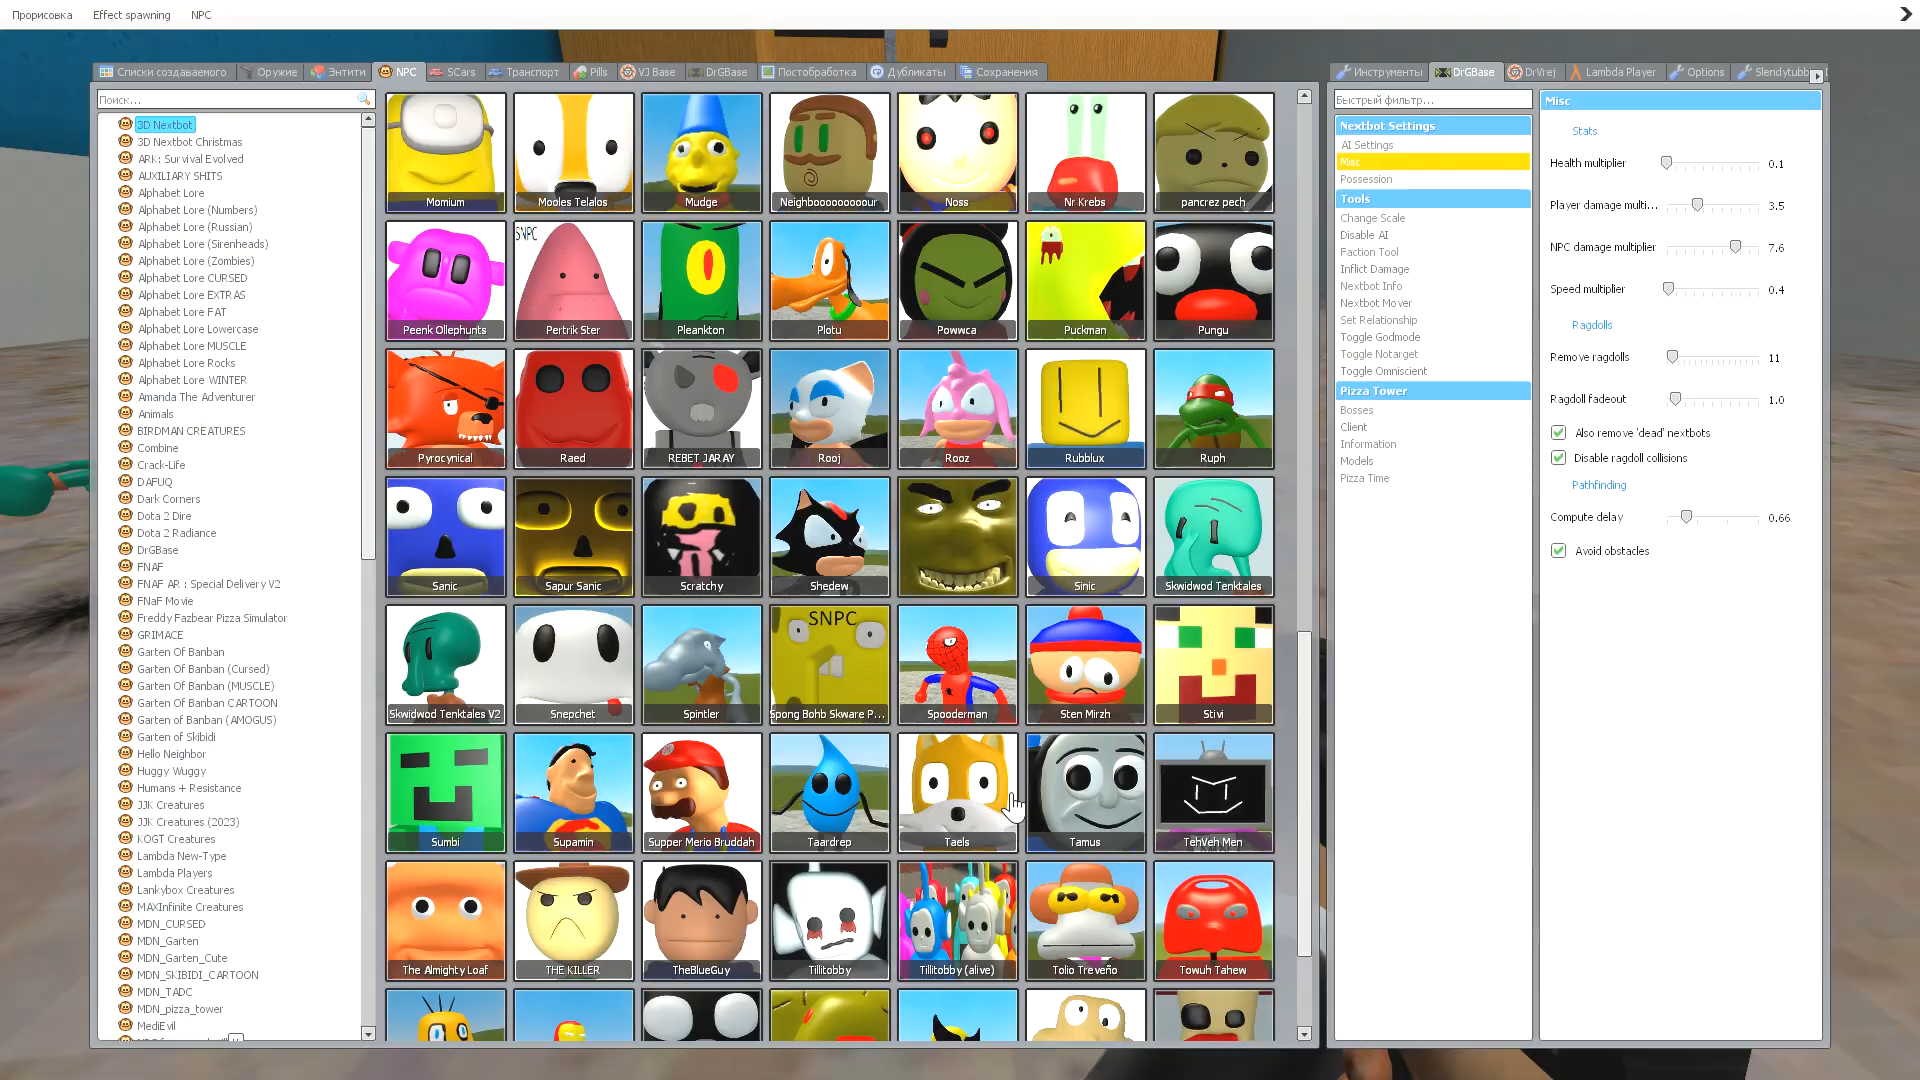 Прорисовка Effect spawning NPC
Списки создаваемого Оружие Энтити NPC SCars Транспорт Pills VJ Base DrGBase Постобработка Дубликаты Сохранения
Поиск...
3D Nextbot
3D Nextbot Christmas
ARK: Survival Evolved
AUXILIARY SHITS
Alphabet Lore
Alphabet Lore (Numbers)
Alphabet Lore (Russian)
Alphabet Lore (Sirenheads)
Alphabet Lore (Zombies)
Alphabet Lore CURSED
Alphabet Lore EXTRAS
Alphabet Lore FAT
Alphabet Lore Lowercase
Alphabet Lore MUSCLE
Alphabet Lore Rocks
Alphabet Lore WINTER
Amanda The Adventurer
Animals
BIRDMAN CREATURES
Combine
Crack-Life
DAFUQ
Dark Corners
Dota 2 Dire
Dota 2 Radiance
DrGBase
FNAF
FNAF AR : Special Delivery V2
FNaF Movie
Freddy Fazbear Pizza Simulator
GRIMACE
Garten Of Banban
Garten Of Banban (Cursed)
Garten Of Banban (MUSCLE)
Garten Of Banban CARTOON
Garten of Banban (AMOGUS)
Garten of Skibidi
Hello Neighbor
Huggy Wuggy
Humans + Resistance
JJK Creatures
JJK Creatures (2023)
KOGT Creatures
Lambda New-Type
Lambda Players
Lankybox Creatures
MAXInfinite Creatures
MDN_CURSED
MDN_Garten
MDN_Garten_Cute
MDN_SKIBIDI_CARTOON
MDN_TADC
MDN_pizza_tower
MediEvil
Momium Mooles Telalos Mudge Neighboooooooooour Noss Nr Krebs pancrez pech
SNPC
Peenk Ollephunts Pertrik Ster Pleankton Plotu Powwca Puckman Pungu
Pyrocynical Raed REBET JARAY Rooj Rooz Rubblux Ruph
Sanic Sapur Sanic Scratchy Shedew Sinic Skwidwod Tenktales
SNPC
Skwidwod Tenktales V2 Snepchet Spintler Spong Bohb Skware P... Spooderman Sten Mirzh Stivi
Sumbi Supamin Supper Merio Bruddah Taardrep Taels Tamus TehVeh Men
The Almighty Loaf THE KILLER TheBlueGuy Tillitobby Tillitobby (alive) Tolio Treveño Towuh Tahew
Инструменты DrGBase DrVrej Lambda Player Options Slendytubb
Быстрый фильтр...
Nextbot Settings
AI Settings
Misc
Possession
Tools
Change Scale
Disable AI
Faction Tool
Inflict Damage
Nextbot Info
Nextbot Mover
Set Relationship
Toggle Godmode
Toggle Notarget
Toggle Omniscient
Pizza Tower
Bosses
Client
Information
Models
Pizza Time
Misc
Stats
Health multiplier 0.1
Player damage multi... 3.5
NPC damage multiplier 7.6
Speed multiplier 0.4
Ragdolls
Remove ragdolls 11
Ragdoll fadeout 1.0
Also remove 'dead' nextbots
Disable ragdoll collisions
Pathfinding
Compute delay 0.66
Avoid obstacles